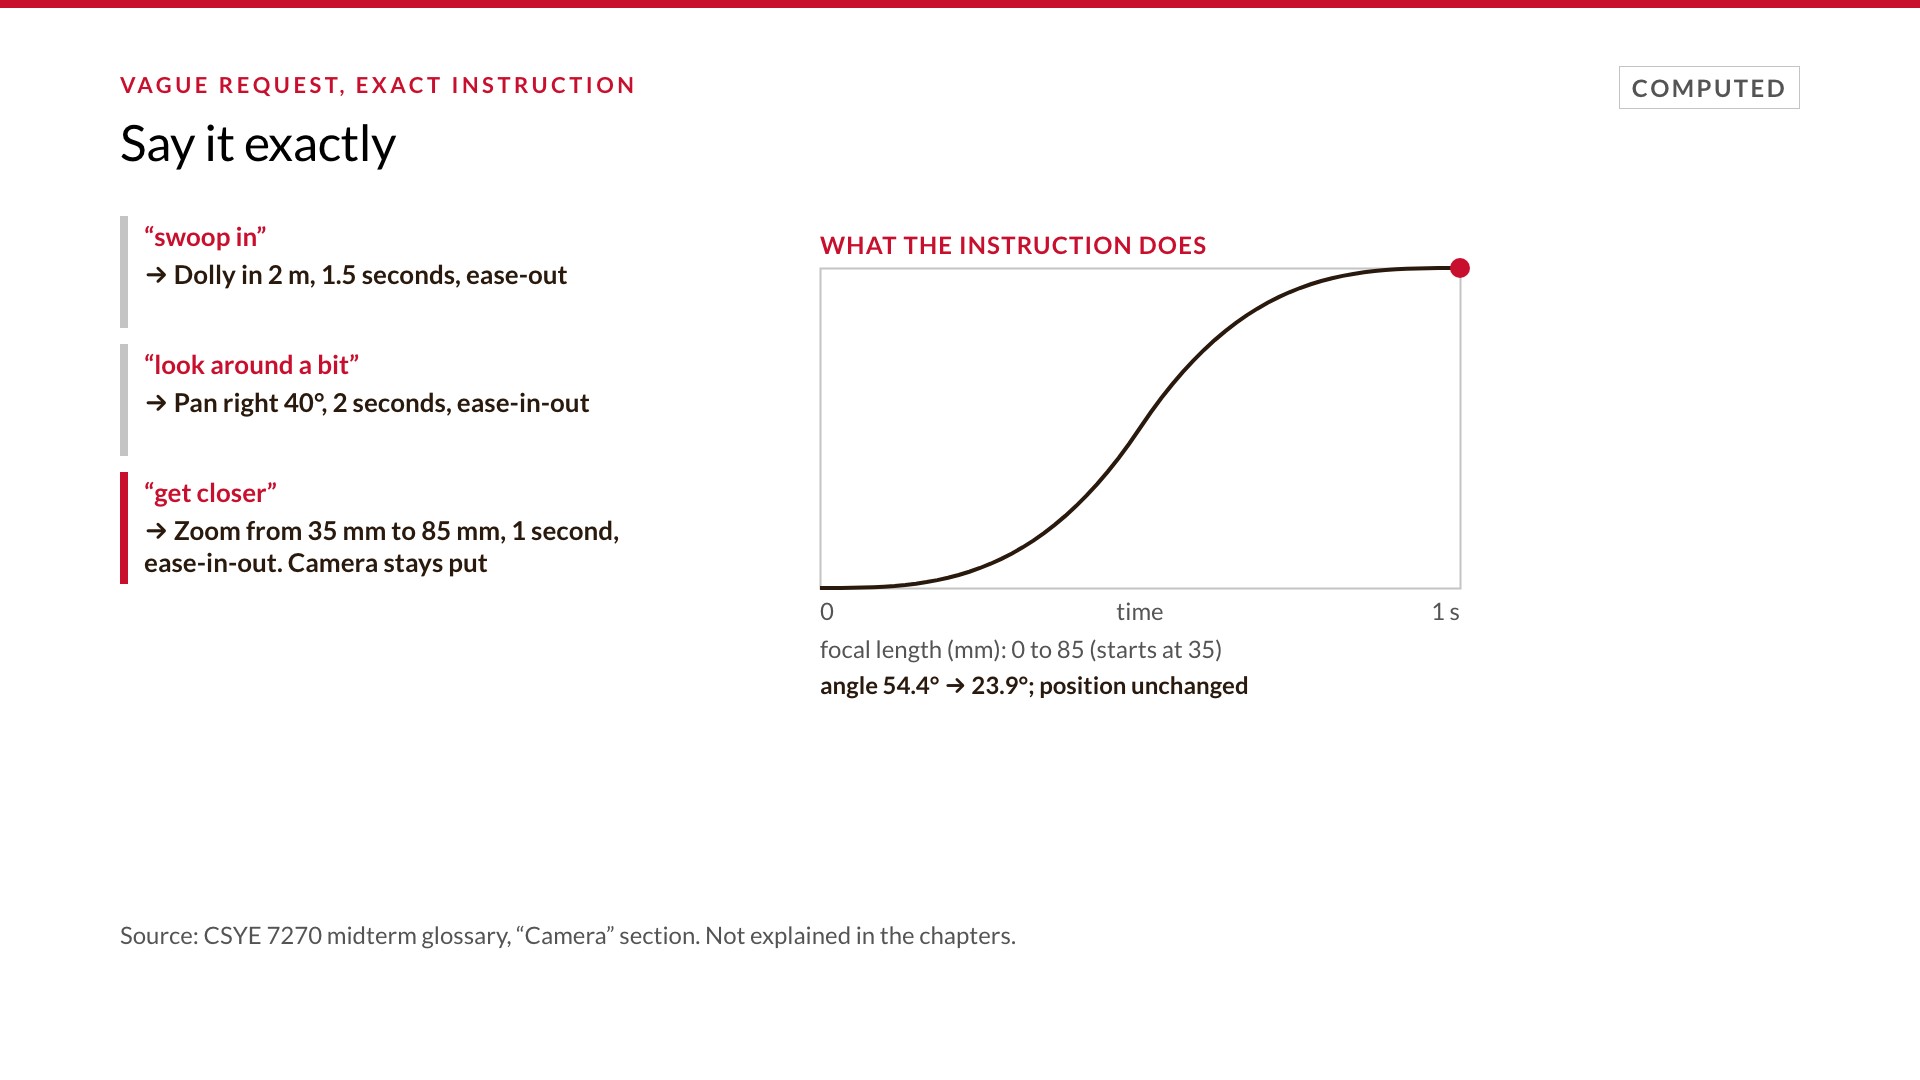 VAGUE REQUEST, EXACT INSTRUCTION
COMPUTED
Say it exactly
“swoop in”
→ Dolly in 2 m, 1.5 seconds, ease-out
“look around a bit”
→ Pan right 40°, 2 seconds, ease-in-out
“get closer”
→ Zoom from 35 mm to 85 mm, 1 second,
ease-in-out. Camera stays put
WHAT THE INSTRUCTION DOES
0 time 1 s
focal length (mm): 0 to 85 (starts at 35)
angle 54.4° → 23.9°; position unchanged
Source: CSYE 7270 midterm glossary, “Camera” section. Not explained in the chapters.